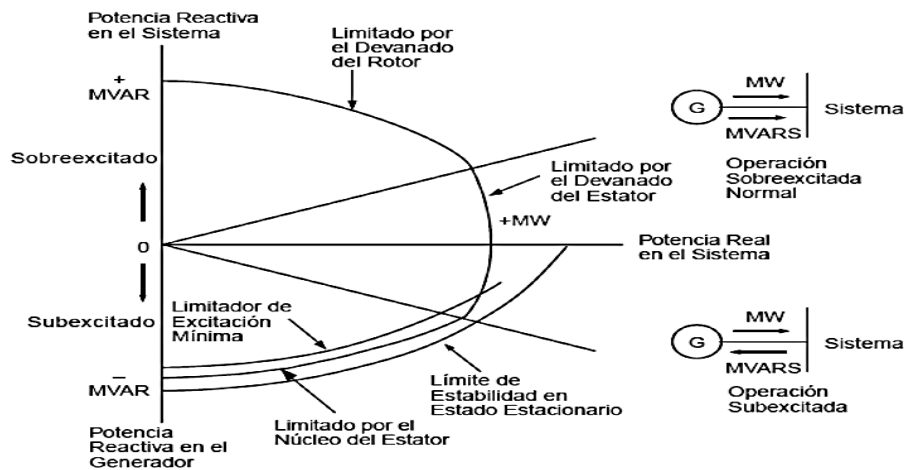 Potencia Reactiva
en el Sistema
+
MVAR
Sobreexcitado
0
Subexcitado
−
MVAR
Potencia
Reactiva en el
Generador
Limitado por
el Devanado
del Rotor
Limitado por
el Devanado
del Estator
+MW
Potencia Real
en el Sistema
Limitador de
Excitación
Mínima
Limitado por el
Núcleo del Estator
Límite de
Estabilidad en
Estado Estacionario
MW
G
Sistema
MVARS
Operación
Sobreexcitada
Normal
MW
G
Sistema
MVARS
Operación
Subexcitada